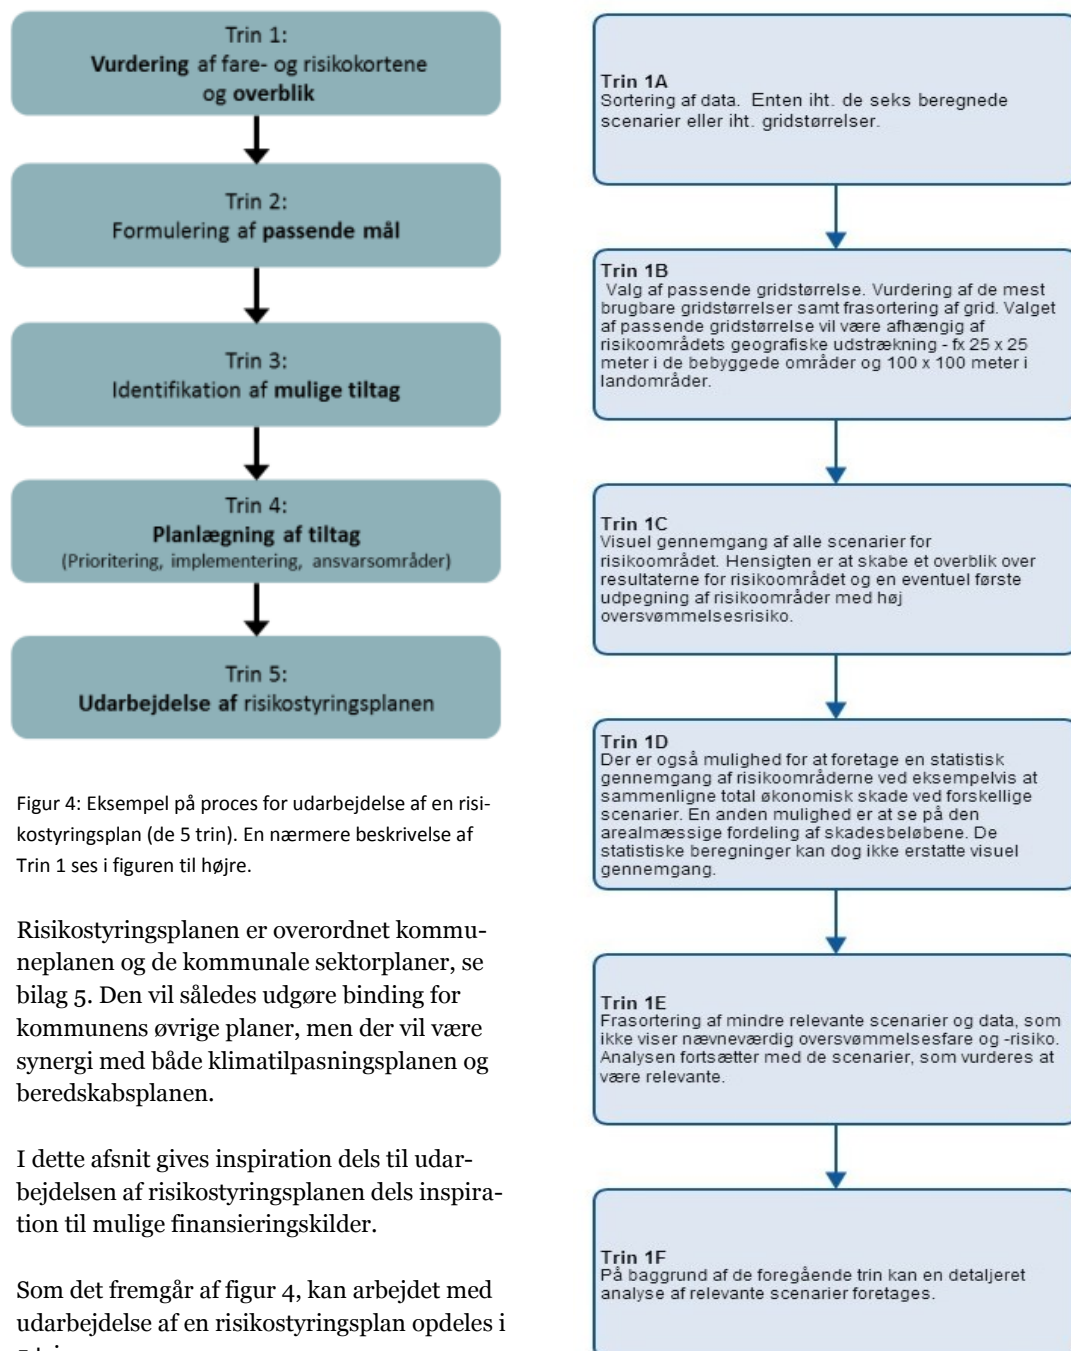 Trin 1:
Vurdering af fare- og risikokortene
og overblik
Trin 2:
Formulering af passende mål
Trin 3:
Identifikation af mulige tiltag
Trin 4:
Planlægning af tiltag
(Prioritering, implementering, ansvarsområder)
Trin 5:
Udarbejdelse af risikostyringsplanen
Figur 4: Eksempel på proces for udarbejdelse af en risi-
kostyringsplan (de 5 trin). En nærmere beskrivelse af
Trin 1 ses i figuren til højre.
Risikostyringsplanen er overordnet kommu-
neplanen og de kommunale sektorplaner, se
bilag 5. Den vil således udgøre binding for
kommunens øvrige planer, men der vil være
synergi med både klimatilpasningsplanen og
beredskabsplanen.
I dette afsnit gives inspiration dels til udar-
bejdelsen af risikostyringsplanen dels inspira-
tion til mulige finansieringskilder.
Som det fremgår af figur 4, kan arbejdet med
udarbejdelse af en risikostyringsplan opdeles i
Trin 1A
Sortering af data. Enten iht. de seks beregnede
scenarier eller iht. gridstørrelser.
Trin 1B
Valg af passende gridstørrelse. Vurdering af de mest
brugbare gridstørrelser samt frasortering af grid. Valget
af passende gridstørrelse vil være afhængig af
risikoområdets geografiske udstrækning - fx 25 x 25
meter i de bebyggede områder og 100 x 100 meter i
landområder.
Trin 1C
Visuel gennemgang af alle scenarier for
risikoområdet. Hensigten er at skabe et overblik over
resultaterne for risikoområdet og en eventuel første
udpegning af risikoområder med høj
oversvømmelsesrisiko.
Trin 1D
Der er også mulighed for at foretage en statistisk
gennemgang af risikoområderne ved eksempelvis at
sammenligne total økonomisk skade ved forskellige
scenarier. En anden mulighed er at se på den
arealmæssige fordeling af skadesbeløbene. De
statistiske beregninger kan dog ikke erstatte visuel
gennemgang.
Trin 1E
Frasortering af mindre relevante scenarier og data, som
ikke viser nævneværdig oversvømmelsesfare og -risiko.
Analysen fortsætter med de scenarier, som vurderes at
være relevante.
Trin 1F
På baggrund af de foregående trin kan en detaljeret
analyse af relevante scenarier foretages.